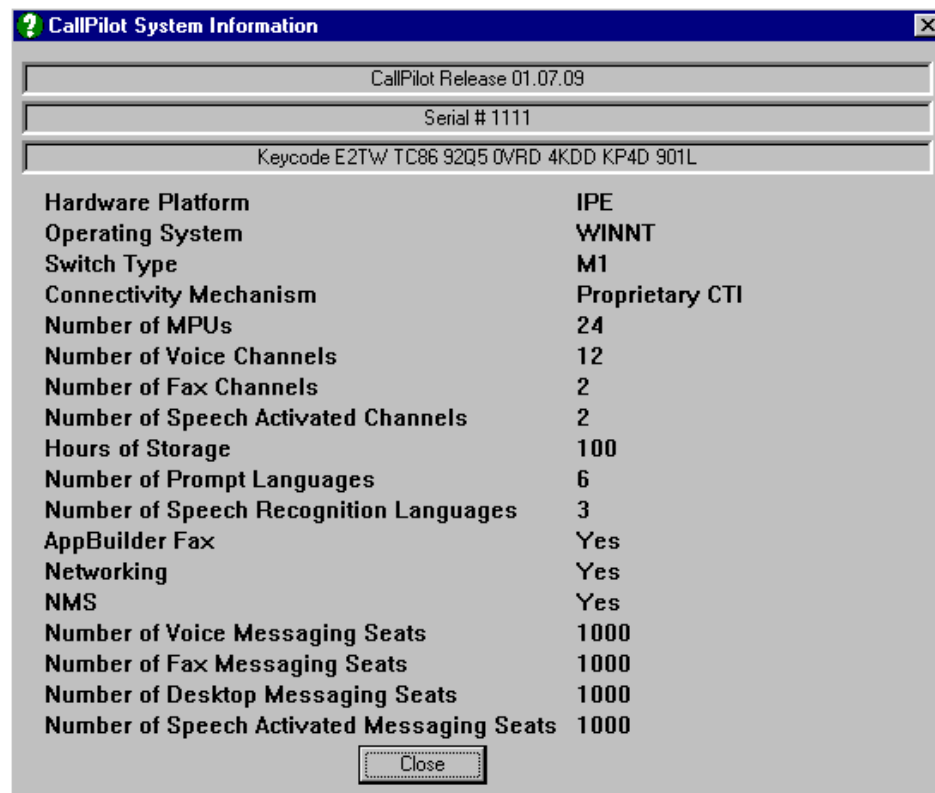 CallPilot System Information
CallPilot Release 01.07.09
Serial # 1111
Keycode E2TW TC86 92Q5 0VRD 4KDD KP4D 901L
Hardware Platform IPE
Operating System WINNT
Switch Type M1
Connectivity Mechanism Proprietary CTI
Number of MPUs 24
Number of Voice Channels 12
Number of Fax Channels 2
Number of Speech Activated Channels 2
Hours of Storage 100
Number of Prompt Languages 6
Number of Speech Recognition Languages 3
AppBuilder Fax Yes
Networking Yes
NMS Yes
Number of Voice Messaging Seats 1000
Number of Fax Messaging Seats 1000
Number of Desktop Messaging Seats 1000
Number of Speech Activated Messaging Seats 1000
Close